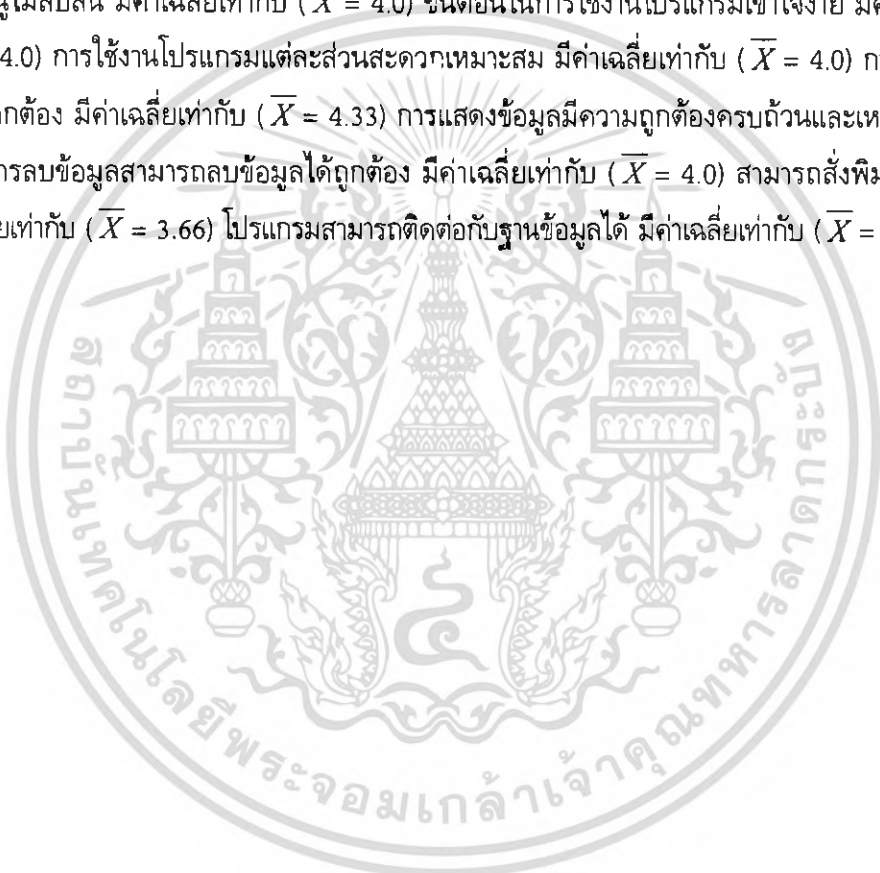 นูไม่สับสน มีค่าเฉลี่ยเท่ากับ ( X̅ = 4.0) ขั้นตอนในการใช้งานโปรแกรมเข้าใจง่าย
4.0) การใช้งานโปรแกรมแต่ละส่วนสะดวกเหมาะสม มีค่าเฉลี่ยเท่ากับ ( X̅ = 4.0)
กต้อง มีค่าเฉลี่ยเท่ากับ ( X̅ = 4.33) การแสดงข้อมูลมีความถูกต้องครบถ้วนและเห
ารลบข้อมูลสามารถลบข้อมูลได้ถูกต้อง มีค่าเฉลี่ยเท่ากับ ( X̅ = 4.0) สามารถสั่งพิม
ยเท่ากับ ( X̅ = 3.66) โปรแกรมสามารถติดต่อกับฐานข้อมูลได้ มีค่าเฉลี่ยเท่ากับ ( X̅ =
สถาบันเทคโนโลยีพระจอมเกล้าเจ้าคุณทหารลาดกระบัง